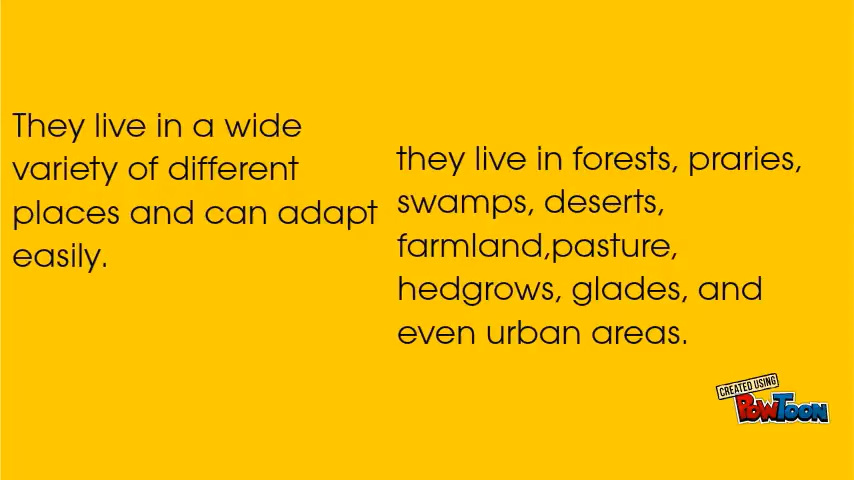 They live in a wide
variety of different
places and can adapt
easily.
they live in forests, praries,
swamps, deserts,
farmland,pasture,
hedgrows, glades, and
even urban areas.
CREATED USING
POWTOON